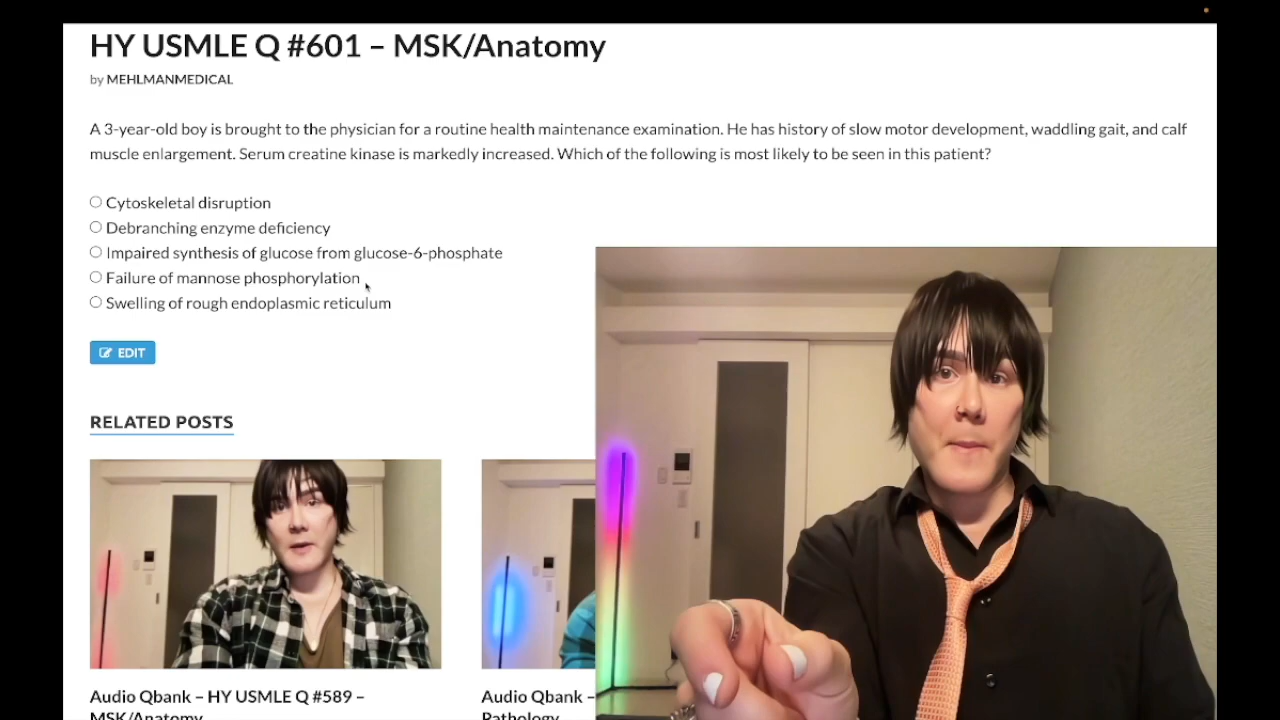 HY USMLE Q #601 – MSK/Anatomy
by MEHLMANMEDICAL
A 3-year-old boy is brought to the physician for a routine health maintenance examination. He has history of slow motor development, waddling gait, and calf
muscle enlargement. Serum creatine kinase is markedly increased. Which of the following is most likely to be seen in this patient?
Cytoskeletal disruption
Debranching enzyme deficiency
Impaired synthesis of glucose from glucose-6-phosphate
Failure of mannose phosphorylation
Swelling of rough endoplasmic reticulum
EDIT
RELATED POSTS
Audio Qbank – HY USMLE Q #589 –
MSK/Anatomy
Audio Qbank –
Pathology